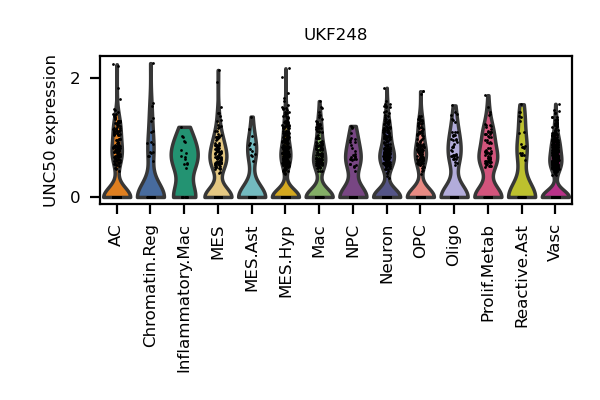 UKF248
UNC50 expression
2
0
AC
Chromatin.Reg
Inflammatory.Mac
MES
MES.Ast
MES.Hyp
Mac
NPC
Neuron
OPC
Oligo
Prolif.Metab
Reactive.Ast
Vasc